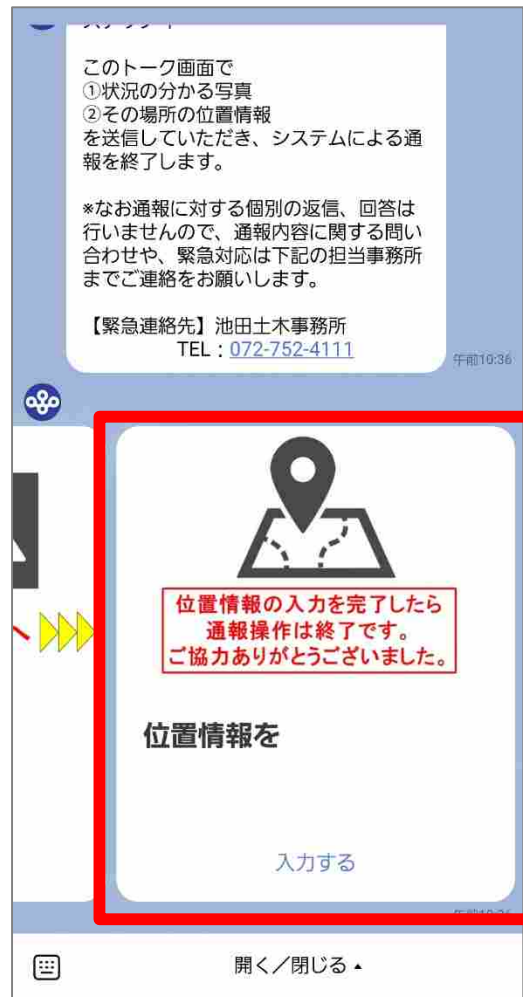 このトーク画面で
①状況の分かる写真
②その場所の位置情報
を送信していただき、システムによる通
報を終了します。
*なお通報に対する個別の返信、回答は
行いませんので、通報内容に関する問い
合わせや、緊急対応は下記の担当事務所
までご連絡をお願いします。
【緊急連絡先】池田土木事務所
TEL：072-752-4111
午前10:36
位置情報の入力を完了したら
通報操作は終了です。
ご協力ありがとうございました。
位置情報を
入力する
開く／閉じる